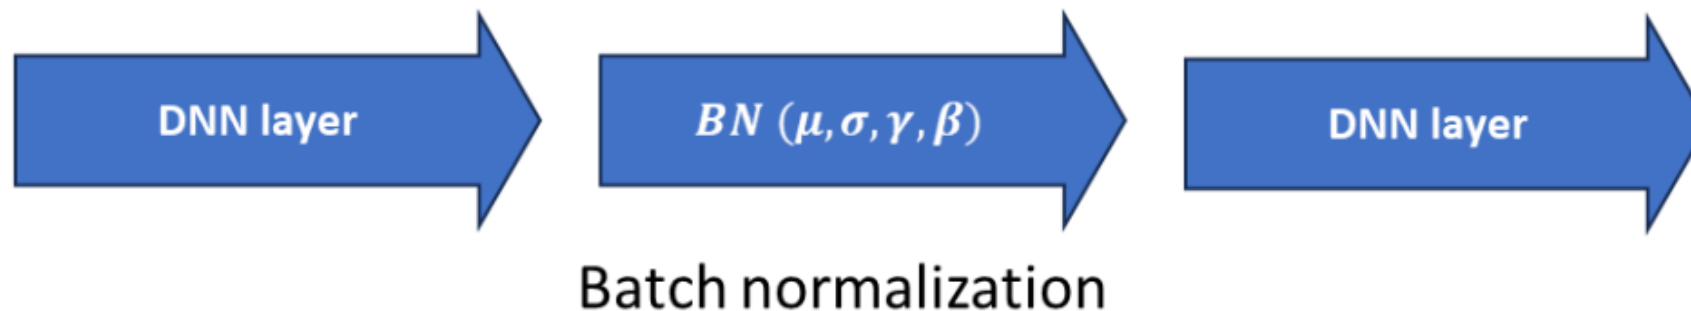 DNN layer
BN (μ, σ, γ, β)
DNN layer
Batch normalization